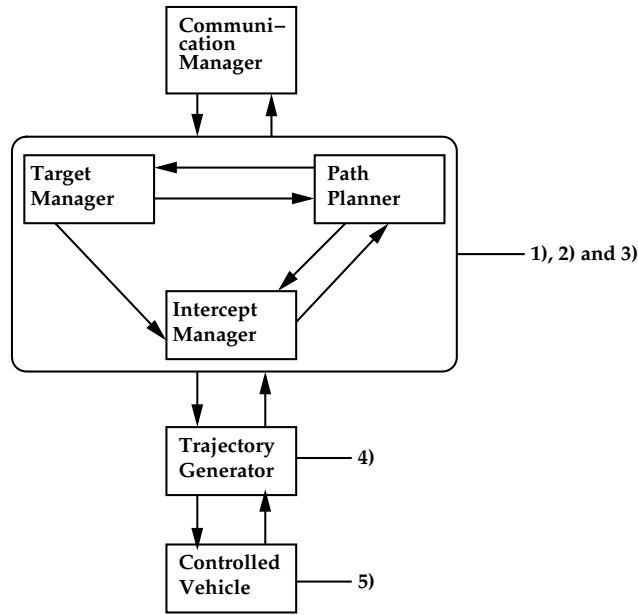 Communi–
cation
Manager
Target
Manager
Path
Planner
1), 2) and 3)
Intercept
Manager
Trajectory
Generator
4)
Controlled
Vehicle
5)